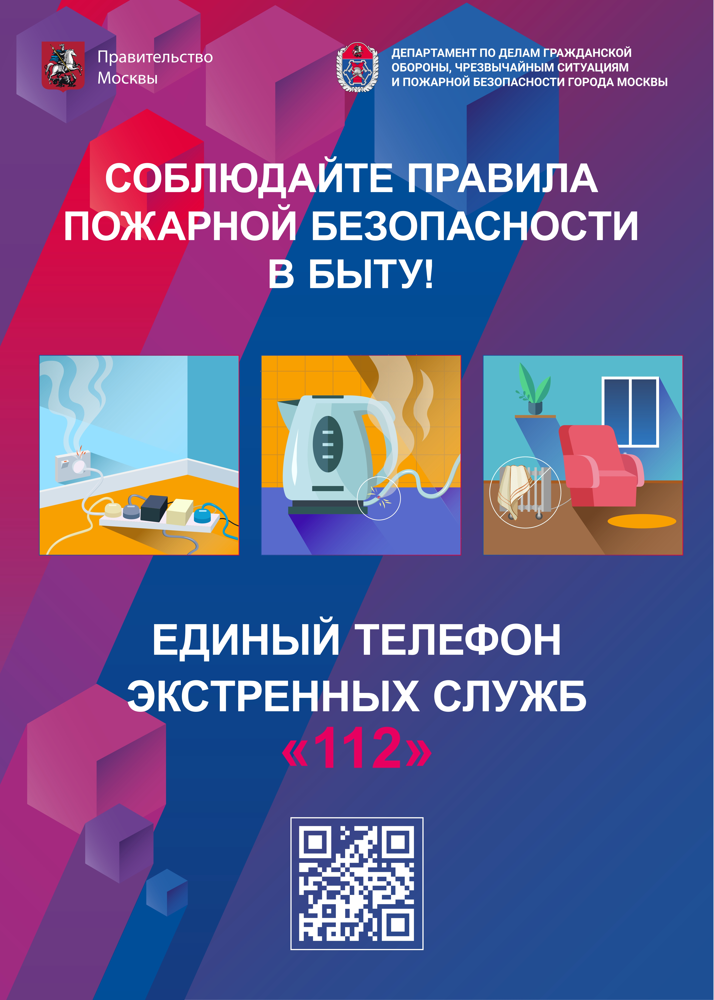 Правительство
Москвы
ДЕПАРТАМЕНТ ПО ДЕЛАМ ГРАЖДАНСКОЙ
ОБОРОНЫ, ЧРЕЗВЫЧАЙНЫМ СИТУАЦИЯМ
И ПОЖАРНОЙ БЕЗОПАСНОСТИ ГОРОДА МОСКВЫ
СОБЛЮДАЙТЕ ПРАВИЛА
ПОЖАРНОЙ БЕЗОПАСНОСТИ
В БЫТУ!
ЕДИНЫЙ ТЕЛЕФОН
ЭКСТРЕННЫХ СЛУЖБ
«112»